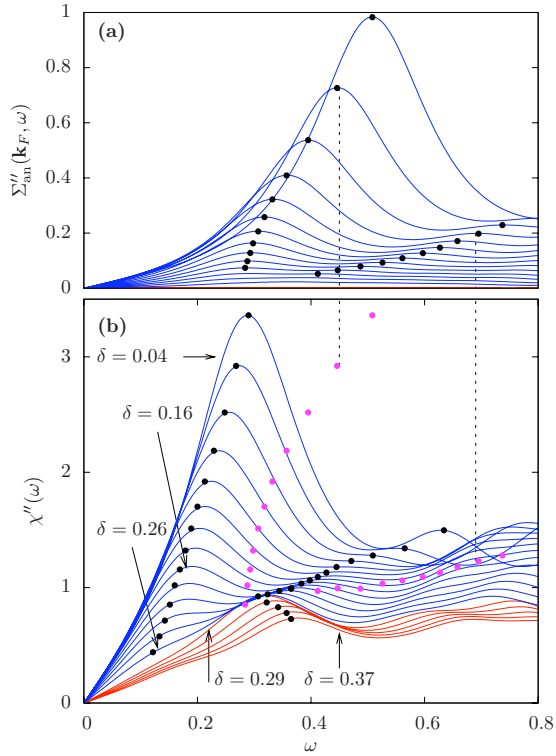 (a)
1
0.8
0.6
0.4
0.2
0
Σ″an(kF, ω)
(b)
3
2
1
0
χ″(ω)
δ = 0.04
δ = 0.16
δ = 0.26
δ = 0.29
δ = 0.37
0 0.2 0.4 0.6 0.8
ω